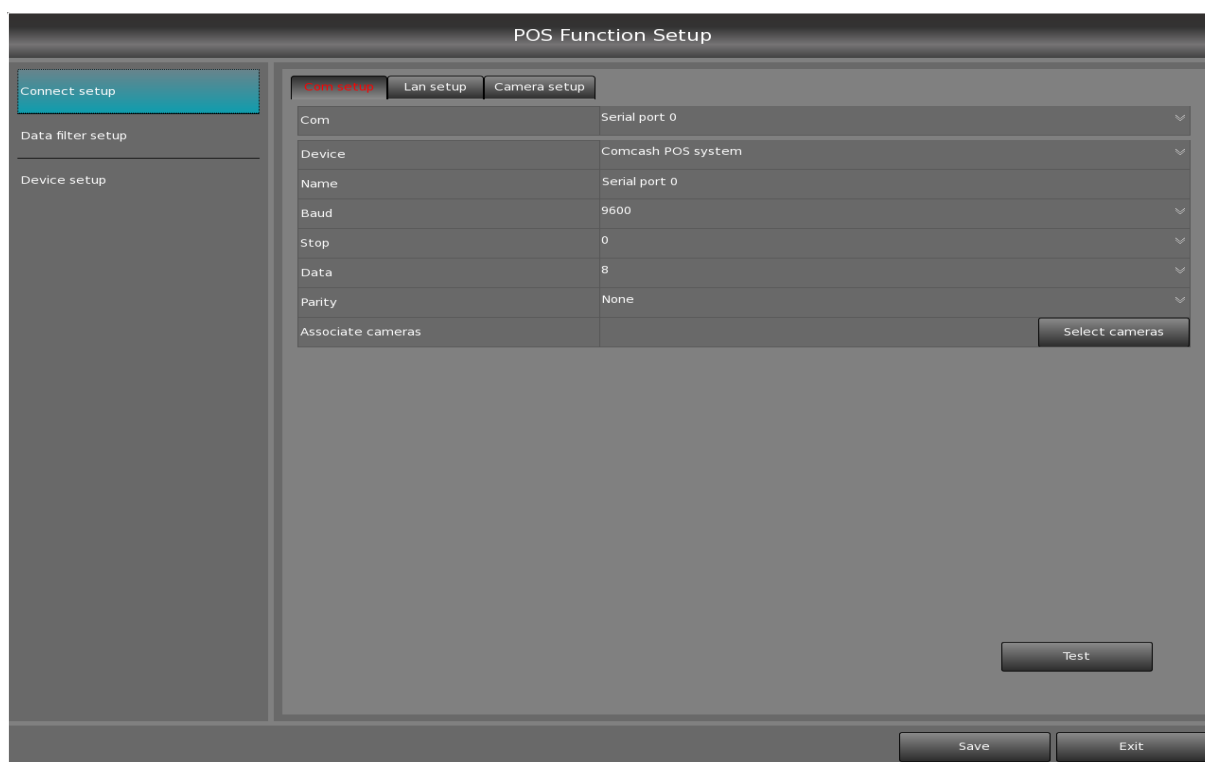 POS Function Setup
Connect setup
Data filter setup
Device setup
Com setup Lan setup Camera setup
Com Serial port 0
Device Comcash POS system
Name Serial port 0
Baud 9600
Stop 0
Data 8
Parity None
Associate cameras Select cameras
Test
Save Exit